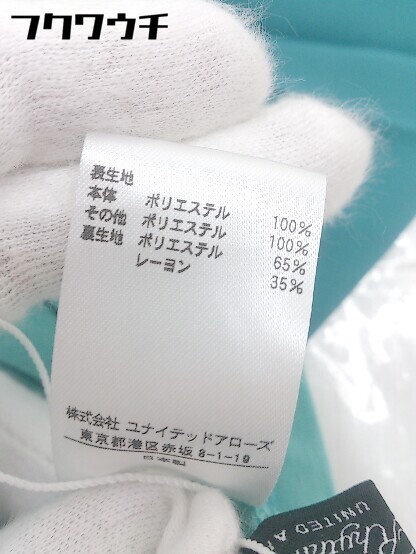 フクワウチ
表生地
本体 ポリエステル 100%
その他 ポリエステル 100%
裏生地 ポリエステル 65%
レーヨン 35%
株式会社 ユナイテッドアローズ
東京都港区赤坂 8-1-19
日本製
UNITED A